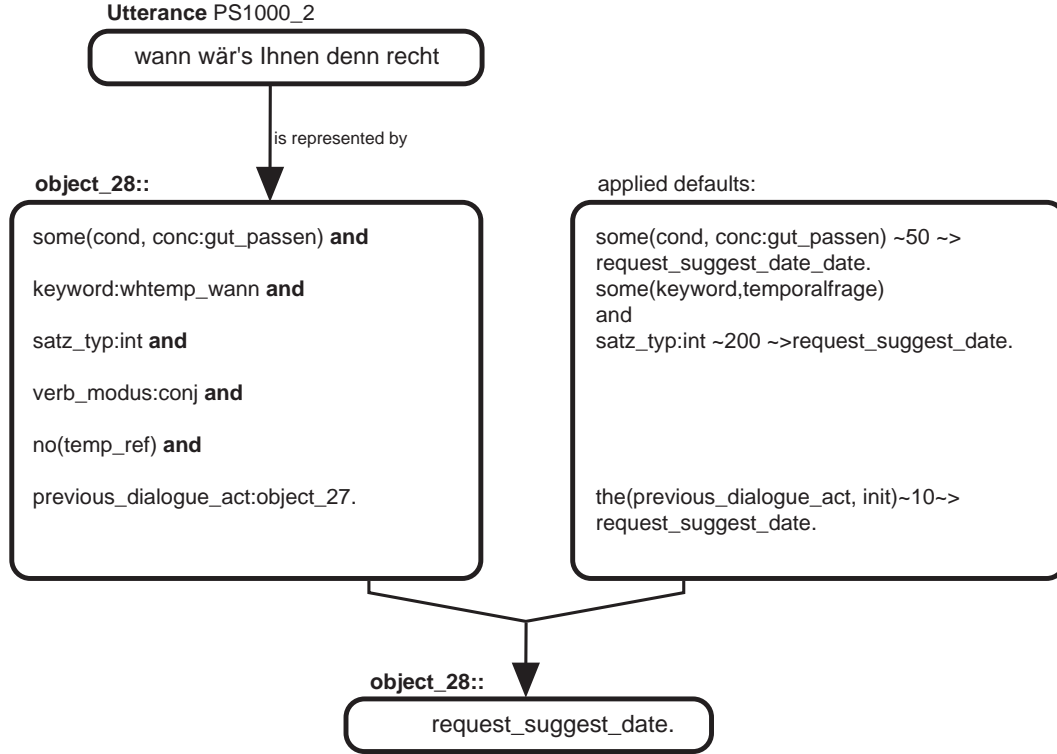 Utterance PS1000_2
wann wär's Ihnen denn recht
is represented by
object_28::
some(cond, conc:gut_passen) and
keyword:whtemp_wann and
satz_typ:int and
verb_modus:conj and
no(temp_ref) and
previous_dialogue_act:object_27.
applied defaults:
some(cond, conc:gut_passen) ~50 ~>
request_suggest_date_date.
some(keyword,temporalfrage)
and
satz_typ:int ~200 ~>request_suggest_date.
the(previous_dialogue_act, init)~10~>
request_suggest_date.
object_28::
request_suggest_date.